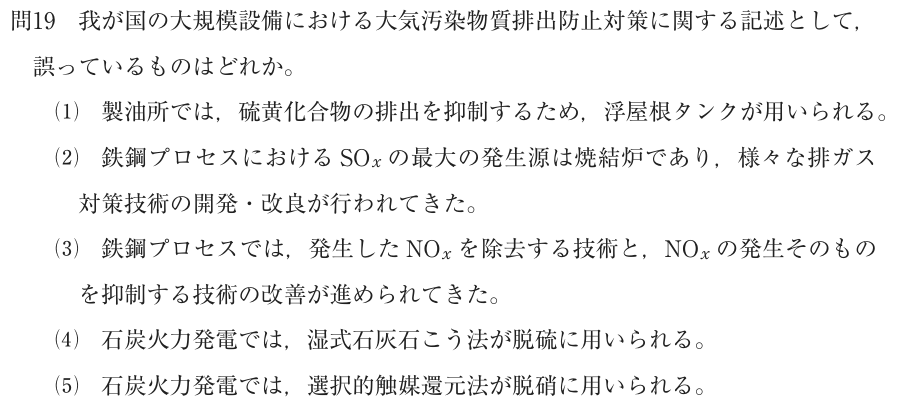 問19　我が国の大規模設備における大気汚染物質排出防止対策に関する記述として，
誤っているものはどれか。
⑴　製油所では，硫黄化合物の排出を抑制するため，浮屋根タンクが用いられる。
⑵　鉄鋼プロセスにおける SOx の最大の発生源は焼結炉であり，様々な排ガス
対策技術の開発・改良が行われてきた。
⑶　鉄鋼プロセスでは，発生した NOx を除去する技術と，NOx の発生そのもの
を抑制する技術の改善が進められてきた。
⑷　石炭火力発電では，湿式石灰石こう法が脱硫に用いられる。
⑸　石炭火力発電では，選択的触媒還元法が脱硝に用いられる。